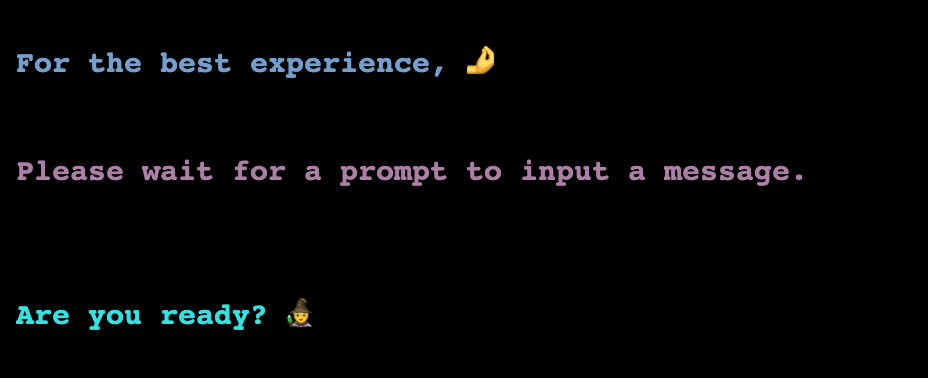 For the best experience, 🤌
Please wait for a prompt to input a message.
Are you ready? 🧙‍♀️